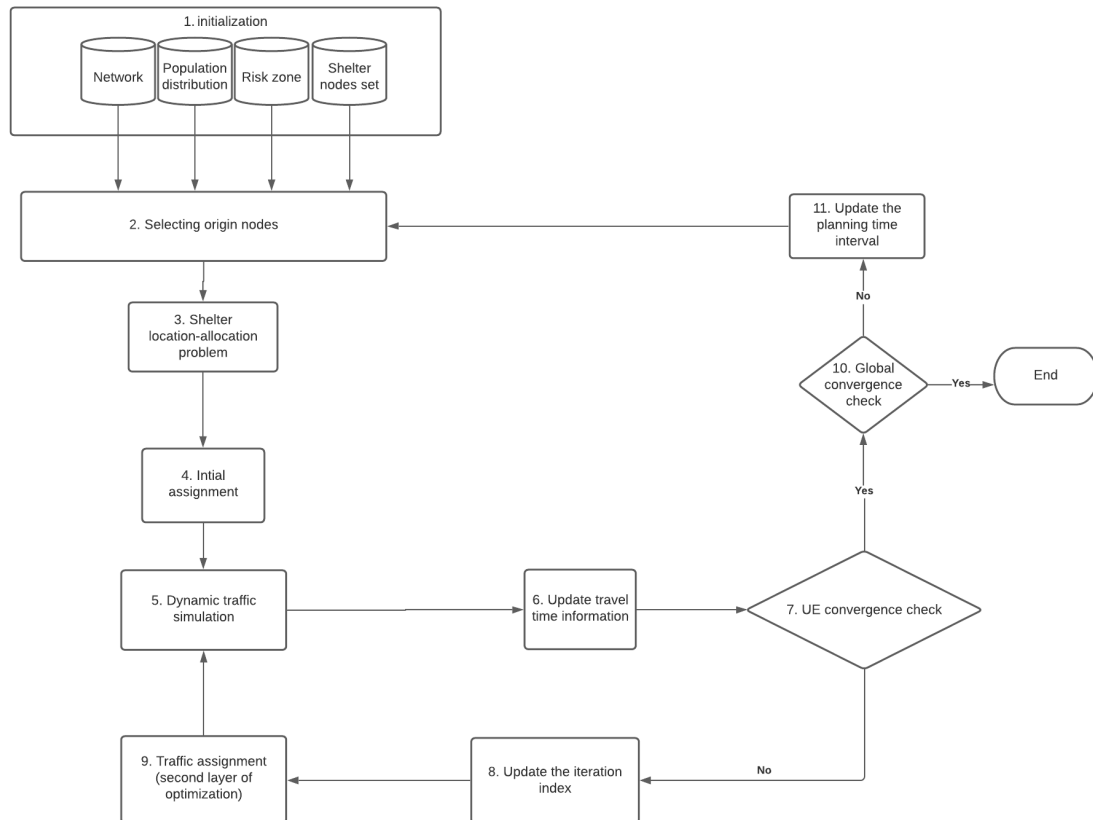 1. initialization
Network
Population
distribution
Risk zone
Shelter
nodes set
2. Selecting origin nodes
11. Update the
planning time
interval
No
3. Shelter
location-allocation
problem
10. Global
convergence
check
Yes
End
4. Intial
assignment
Yes
5. Dynamic traffic
simulation
6. Update travel
time information
7. UE convergence check
9. Traffic assignment
(second layer of
optimization)
8. Update the iteration
index
No